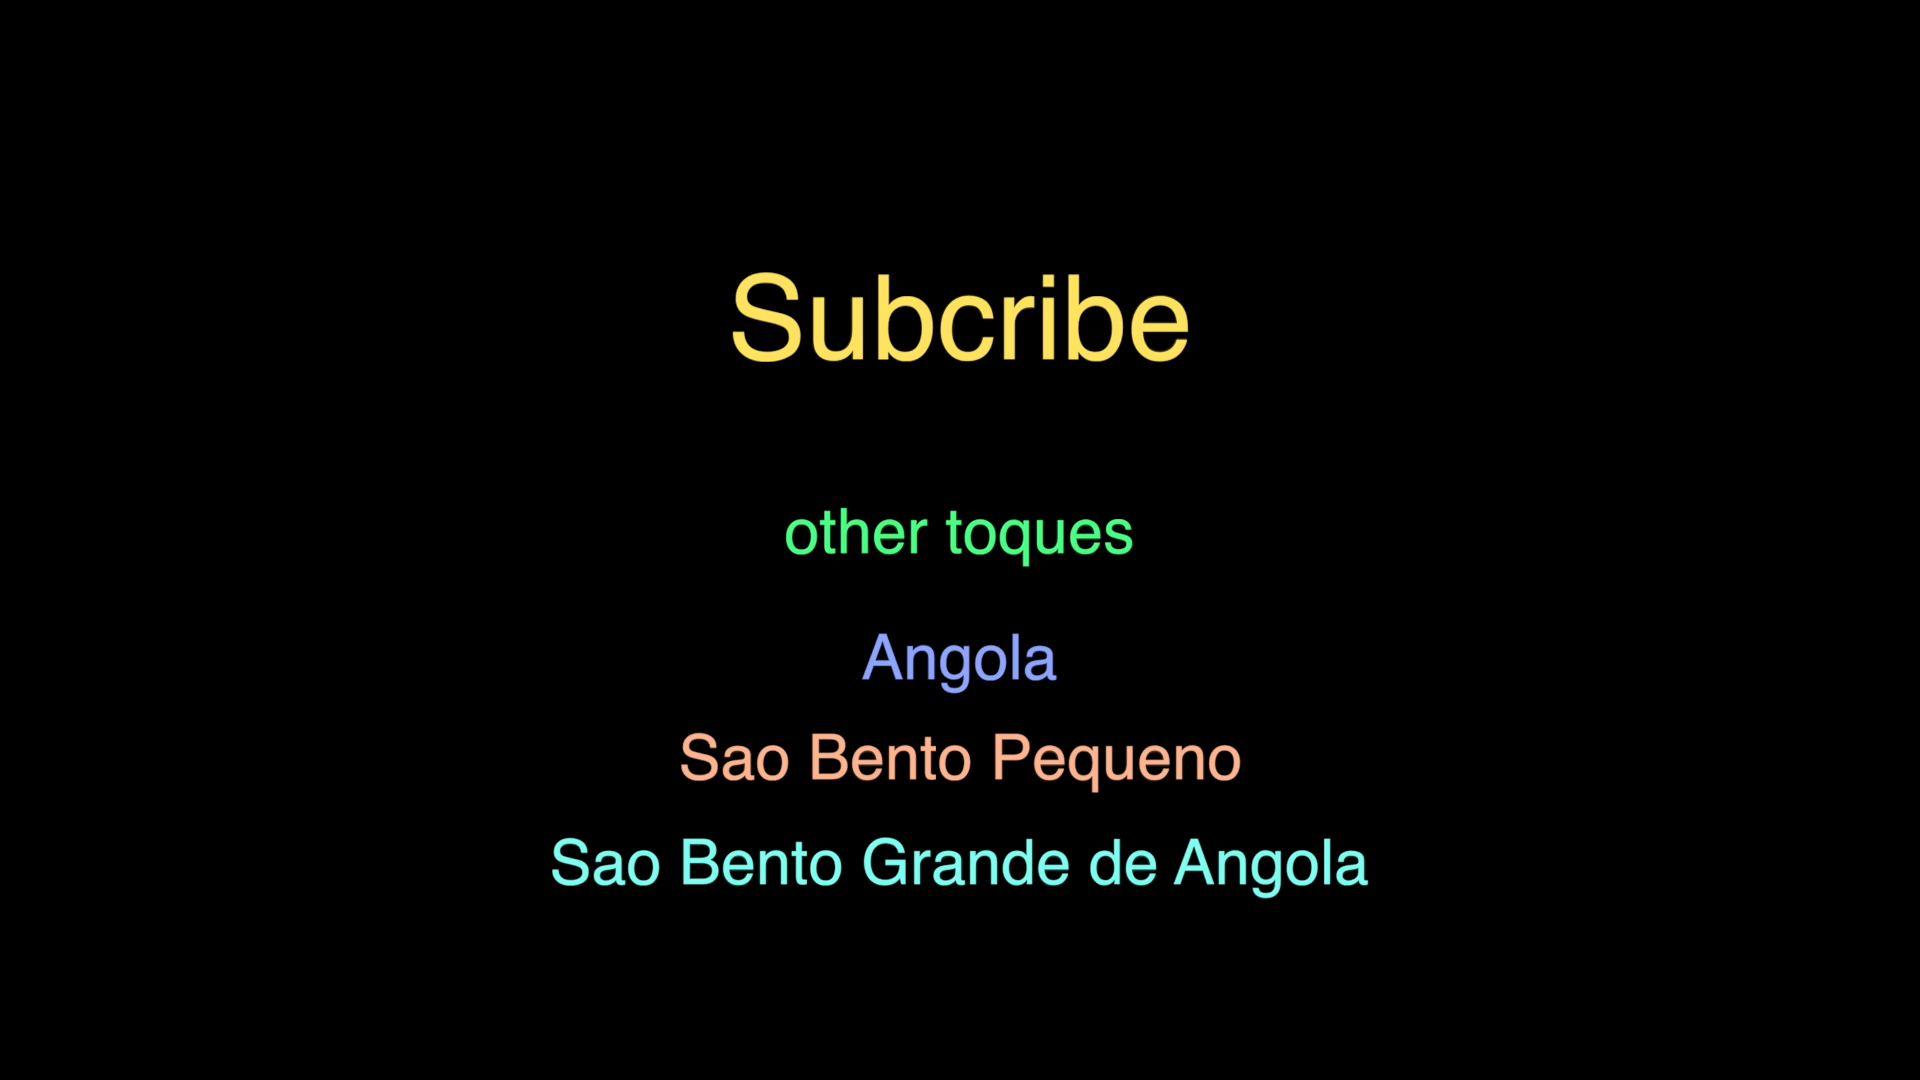 Subcribe
other toques
Angola
Sao Bento Pequeno
Sao Bento Grande de Angola